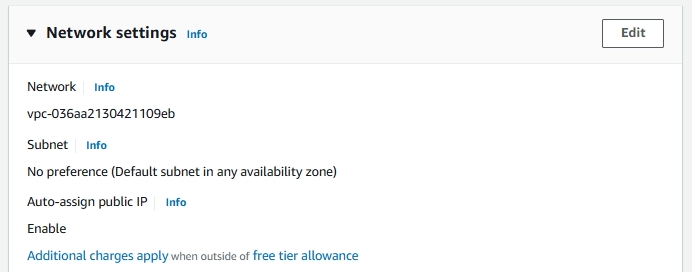 Network settings Info
Edit
Network Info
vpc-036aa2130421109eb
Subnet Info
No preference (Default subnet in any availability zone)
Auto-assign public IP Info
Enable
Additional charges apply when outside of free tier allowance